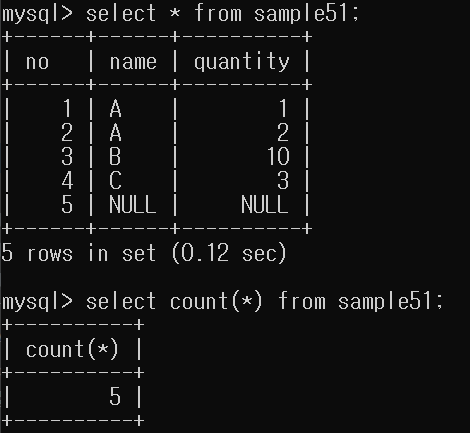 mysql> select * from sample51;
+------+------+----------+
| no   | name | quantity |
+------+------+----------+
|    1 | A    |        1 |
|    2 | A    |        2 |
|    3 | B    |       10 |
|    4 | C    |        3 |
|    5 | NULL |     NULL |
+------+------+----------+
5 rows in set (0.12 sec)
mysql> select count(*) from sample51;
+----------+
| count(*) |
+----------+
|        5 |
+----------+